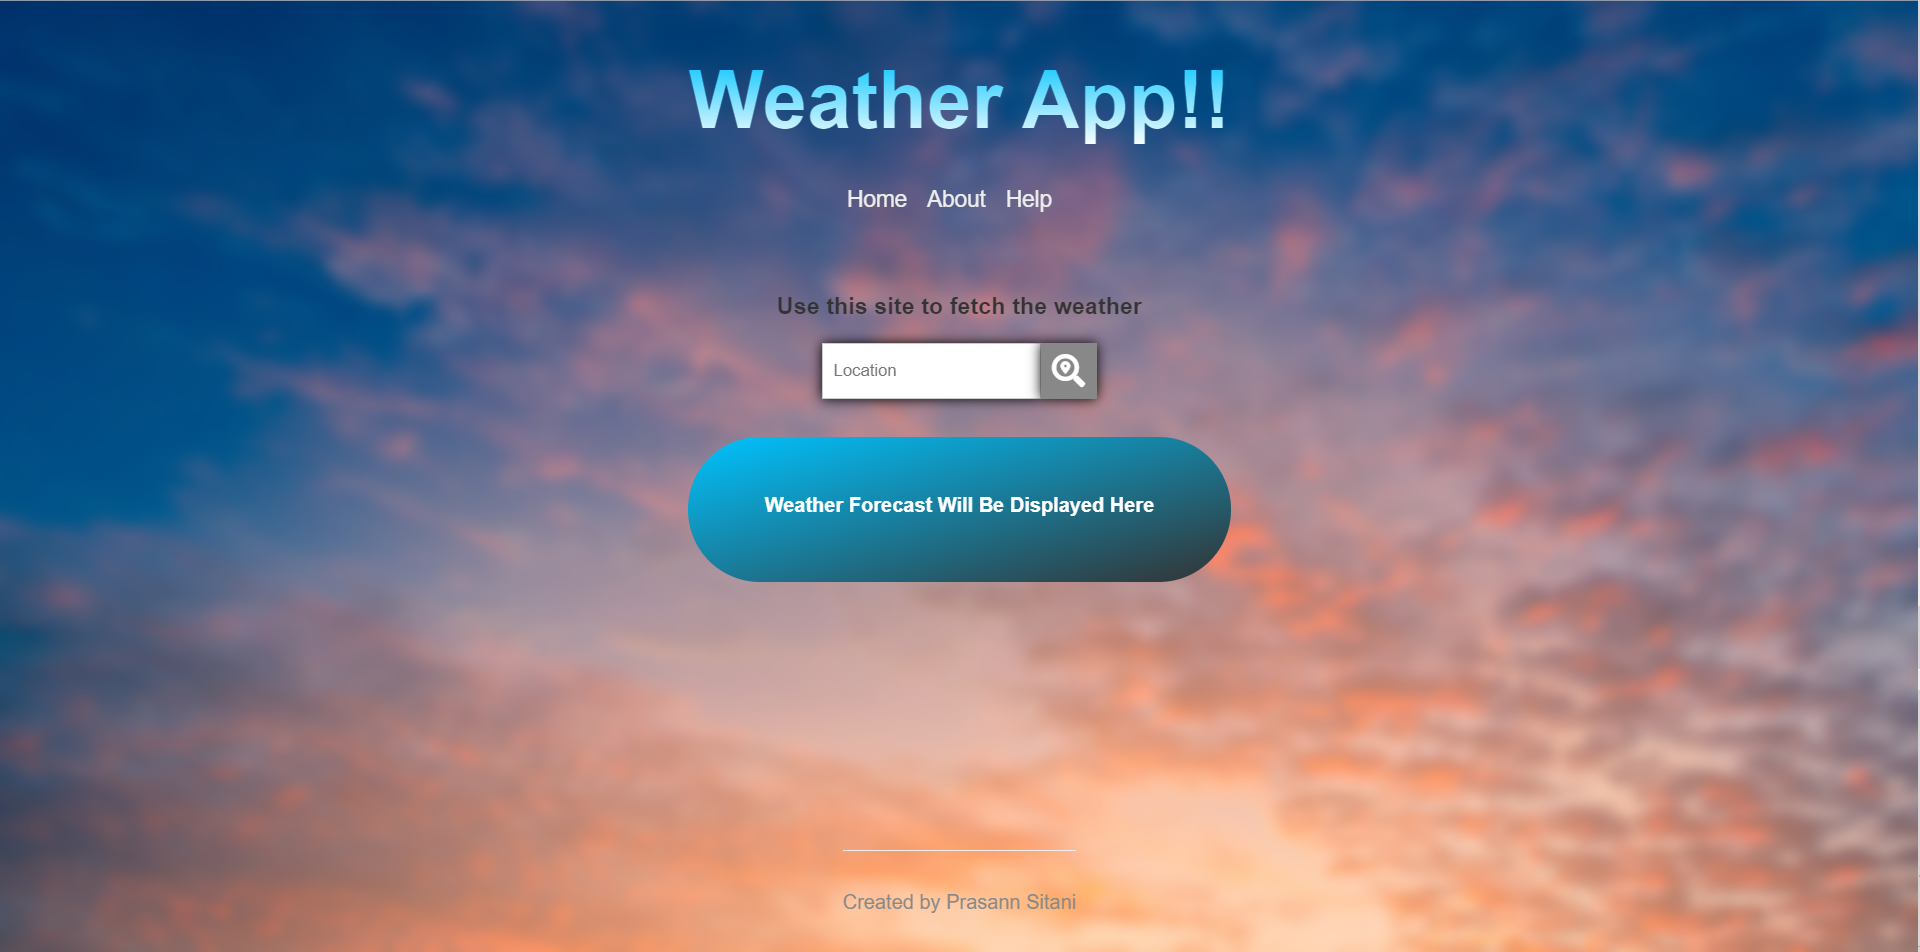 Weather App!!
Home About Help
Use this site to fetch the weather
Location
Weather Forecast Will Be Displayed Here
Created by Prasann Sitani